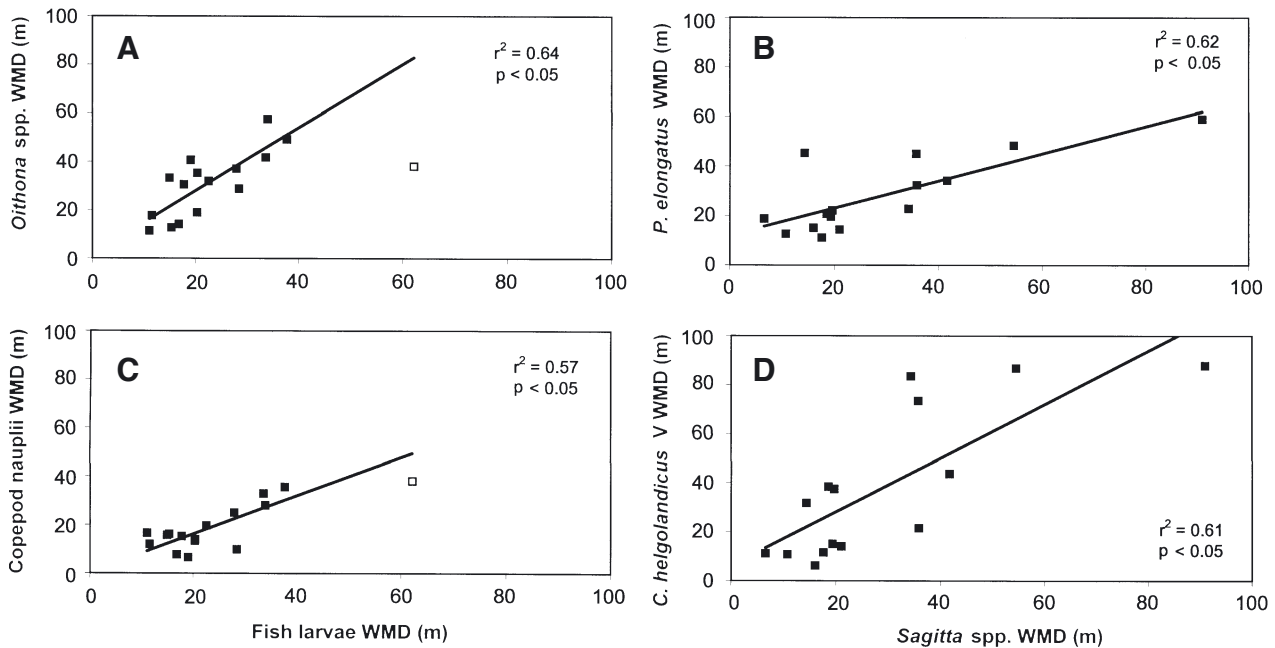 A
r² = 0.64
p < 0.05
Oithona spp. WMD (m)
100
80
60
40
20
0
0 20 40 60 80 100
B
r² = 0.62
p < 0.05
P. elongatus WMD (m)
100
80
60
40
20
0
0 20 40 60 80 100
C
r² = 0.57
p < 0.05
Copepod nauplii WMD (m)
100
80
60
40
20
0
0 20 40 60 80 100
Fish larvae WMD (m)
D
r² = 0.61
p < 0.05
C. helgolandicus V WMD (m)
100
80
60
40
20
0
0 20 40 60 80 100
Sagitta spp. WMD (m)